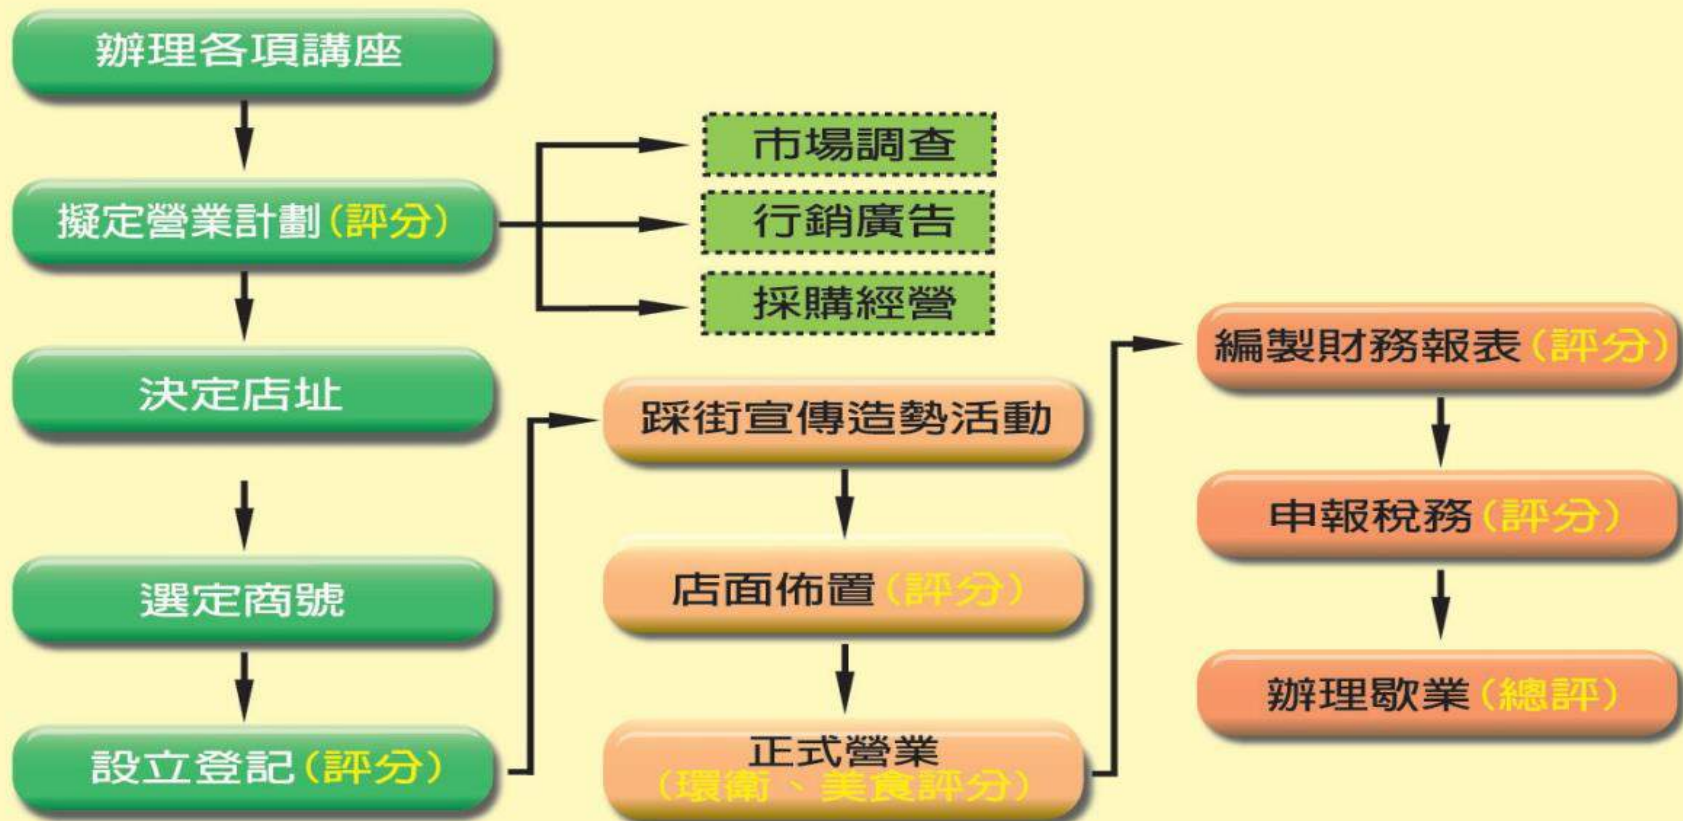 辦理各項講座
擬定營業計劃(評分)
市場調查
行銷廣告
採購經營
決定店址
選定商號
設立登記(評分)
踩街宣傳造勢活動
店面佈置(評分)
正式營業
(環衛、美食評分)
編製財務報表(評分)
申報稅務(評分)
辦理歇業(總評)